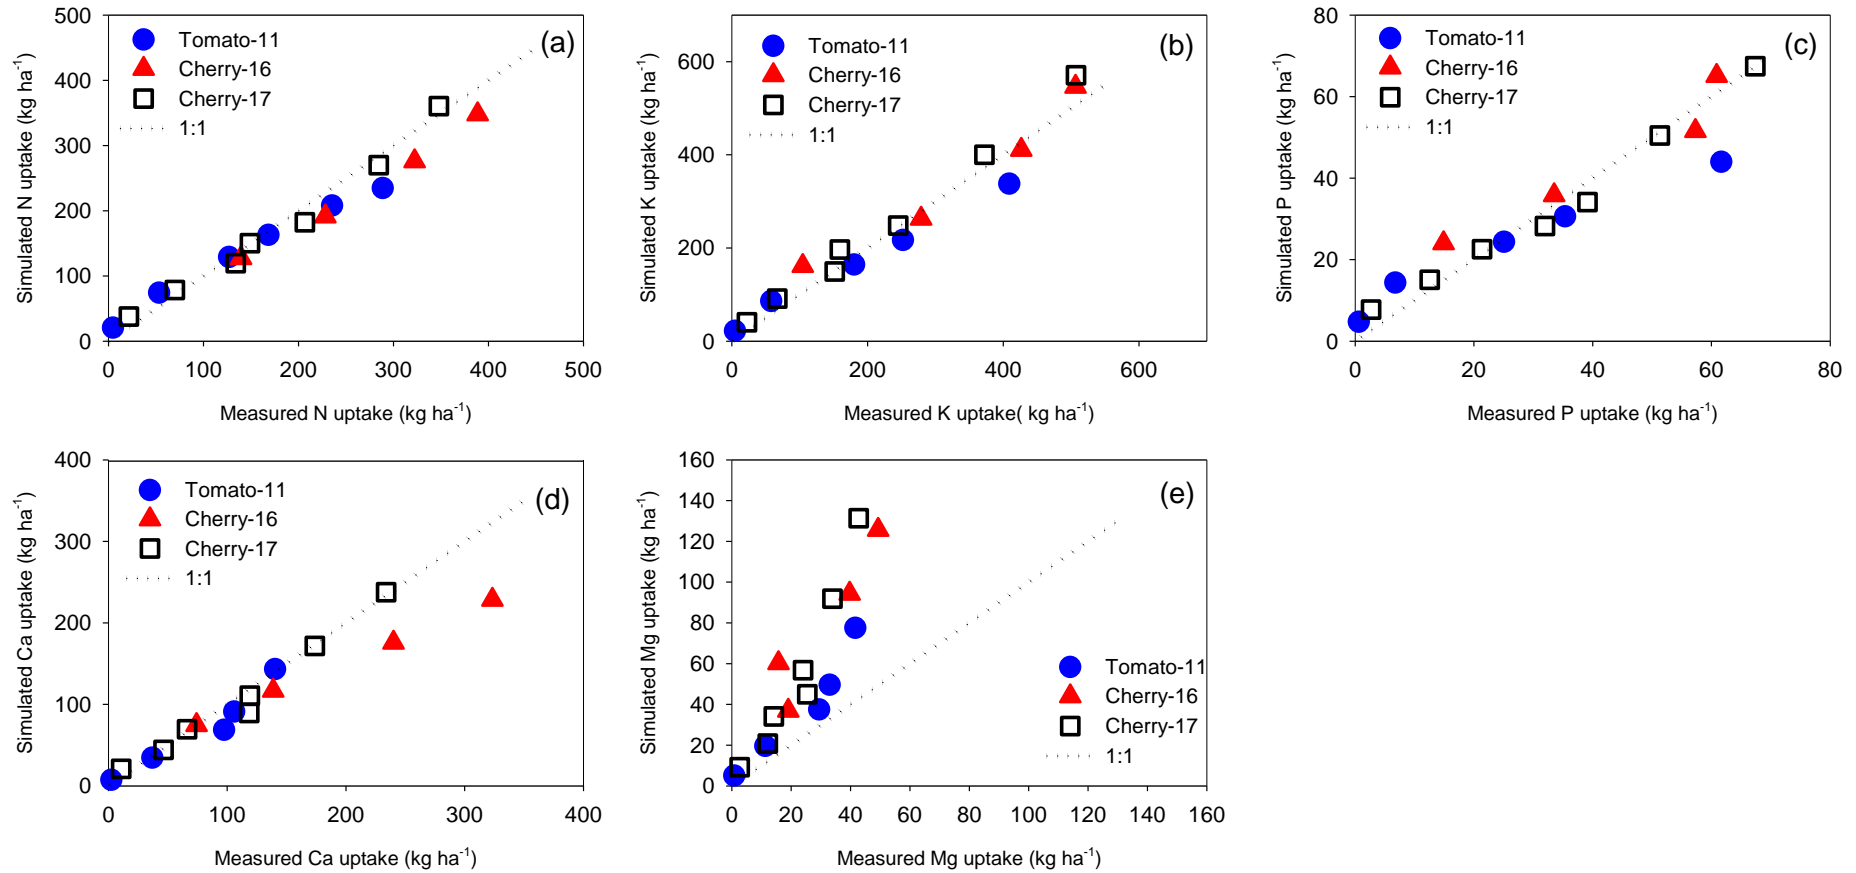 (a)
Tomato-11
Cherry-16
Cherry-17
1:1
Simulated N uptake (kg ha⁻¹)
500
400
300
200
100
0
0 100 200 300 400 500
Measured N uptake (kg ha⁻¹)
(b)
Tomato-11
Cherry-16
Cherry-17
1:1
Simulated K uptake (kg ha⁻¹)
600
400
200
0
0 200 400 600
Measured K uptake( kg ha⁻¹)
(c)
Tomato-11
Cherry-16
Cherry-17
1:1
Simulated P uptake (kg ha⁻¹)
80
60
40
20
0
0 20 40 60 80
Measured P uptake (kg ha⁻¹)
(d)
Tomato-11
Cherry-16
Cherry-17
1:1
Simulated Ca uptake (kg ha⁻¹)
400
300
200
100
0
0 100 200 300 400
Measured Ca uptake (kg ha⁻¹)
(e)
Tomato-11
Cherry-16
Cherry-17
1:1
Simulated Mg uptake (kg ha⁻¹)
160
140
120
100
80
60
40
20
0
0 20 40 60 80 100 120 140 160
Measured Mg uptake (kg ha⁻¹)